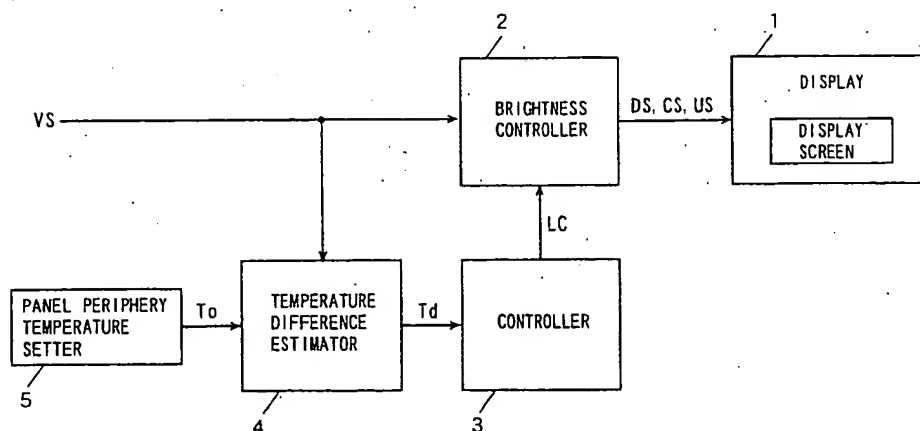 2
1
VS
BRIGHTNESS
CONTROLLER
DS, CS, US
DISPLAY
DISPLAY
SCREEN
LC
PANEL PERIPHERY
TEMPERATURE
SETTER
To
TEMPERATURE
DIFFERENCE
ESTIMATOR
Td
CONTROLLER
5
4
3